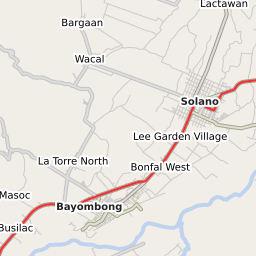 Lactawan
Bargaan
Wacal
Solano
Lee Garden Village
La Torre North
Bonfal West
Masoc
Bayombong
Busilac